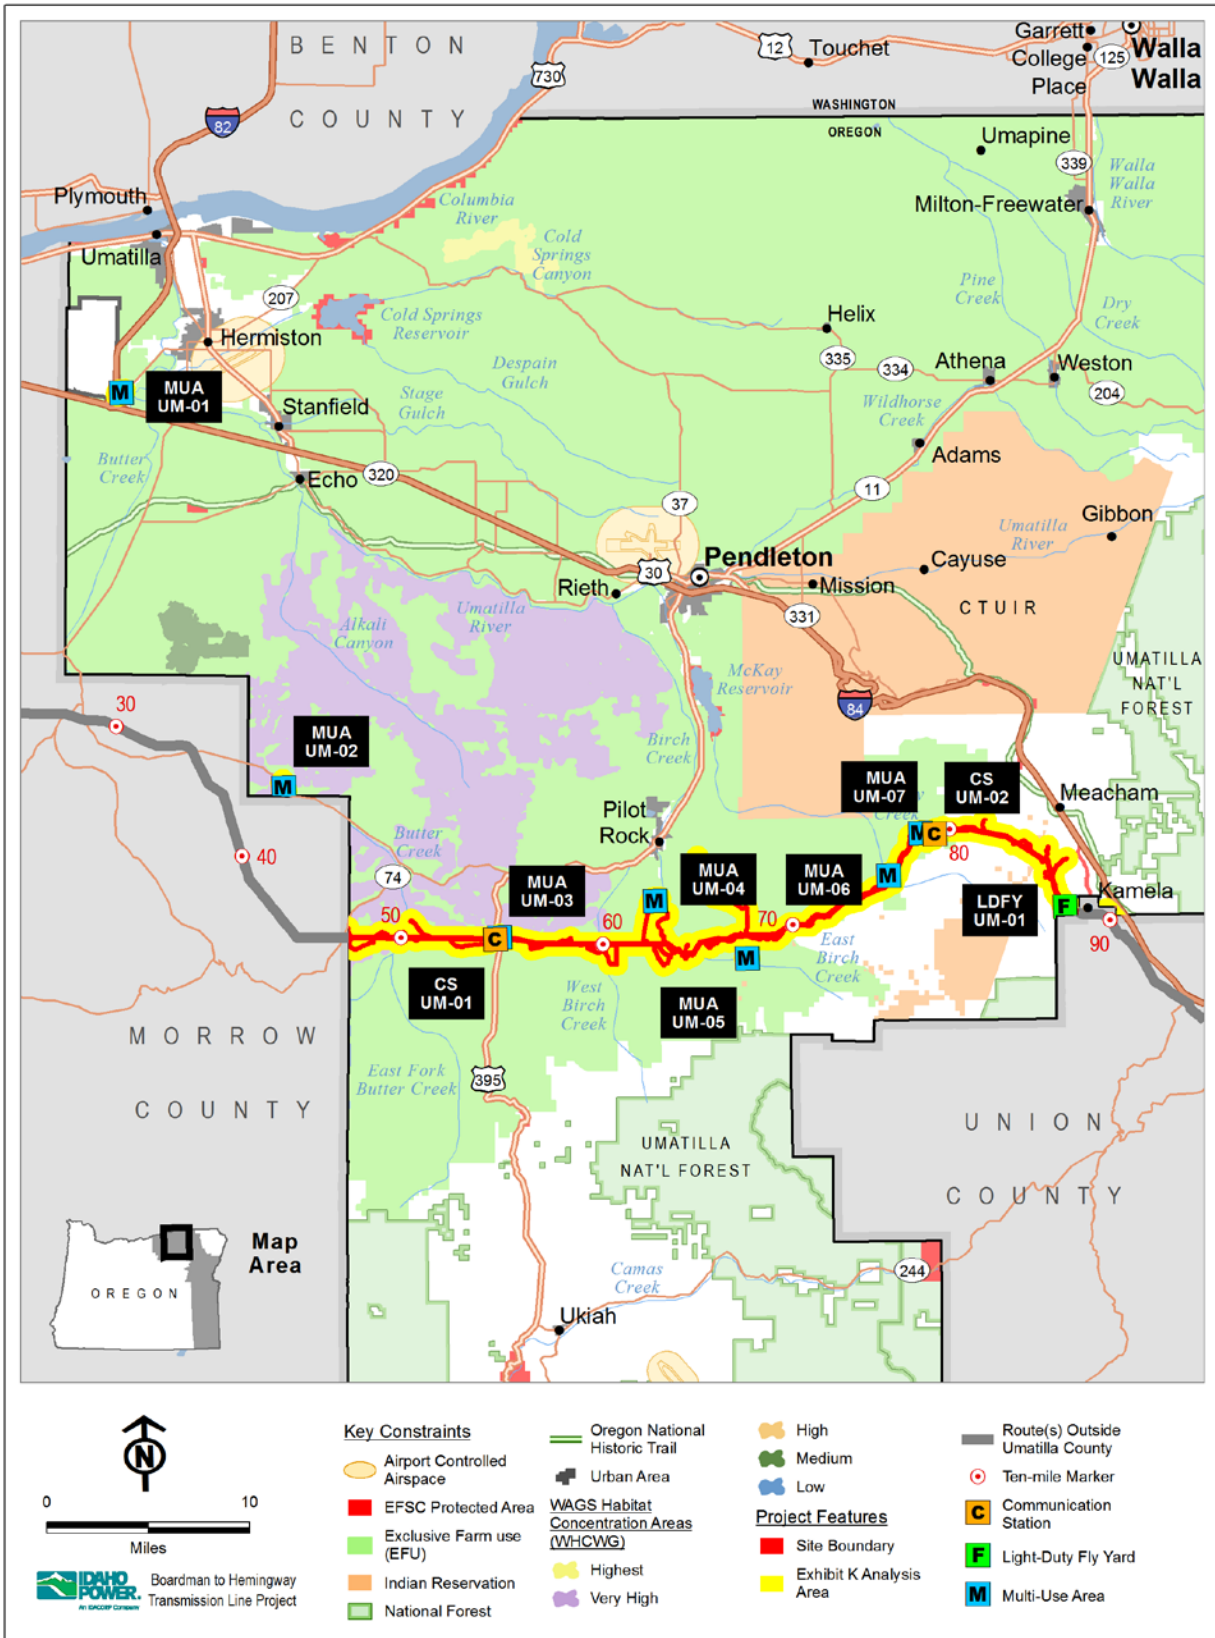 BENTON
COUNTY
12
Touchet
Garrett
College
Place
125
Walla
Walla
730
82
WASHINGTON
OREGON
Umapine
339
Walla
Walla
River
Plymouth
Umatilla
Columbia
River
Milton-Freewater
Cold
Springs
Canyon
207
Cold Springs
Reservoir
Pine
Creek
Dry
Creek
Hermiston
Helix
335
334
Athena
Weston
204
Despain
Gulch
Stage
Gulch
M
MUA
UM-01
Stanfield
Wildhorse
Creek
Adams
Butter
Creek
Echo
320
37
11
Gibbon
Umatilla
River
Pendleton
30
Rieth
Mission
Cayuse
331
CTUIR
Alkali
Canyon
Umatilla
River
McKay
Reservoir
84
UMATILLA
NAT'L
FOREST
30
MUA
UM-02
M
Birch
Creek
MUA
UM-07
CS
UM-02
Meacham
Creek
Pilot
Rock
M
C
80
40
Butter
Creek
74
MUA
UM-03
MUA
UM-04
MUA
UM-06
M
LDFY
UM-01
Kamela
F
50
M
60
70
90
C
M
CS
UM-01
West
Birch
Creek
MUA
UM-05
East
Birch
Creek
MORROW
COUNTY
East Fork
Butter Creek
395
UMATILLA
NAT'L FOREST
UNION
COUNTY
Map
Area
OREGON
Camas
Creek
244
Ukiah
N
0 10
Miles
IDAHO
POWER.
An IDACORP Company
Boardman to Hemingway
Transmission Line Project
Key Constraints
Airport Controlled
Airspace
EFSC Protected Area
Exclusive Farm use
(EFU)
Indian Reservation
National Forest
Oregon National
Historic Trail
Urban Area
WAGS Habitat
Concentration Areas
(WHCWG)
Highest
Very High
High
Medium
Low
Project Features
Site Boundary
Exhibit K Analysis
Area
Route(s) Outside
Umatilla County
Ten-mile Marker
C
Communication
Station
F
Light-Duty Fly Yard
M
Multi-Use Area